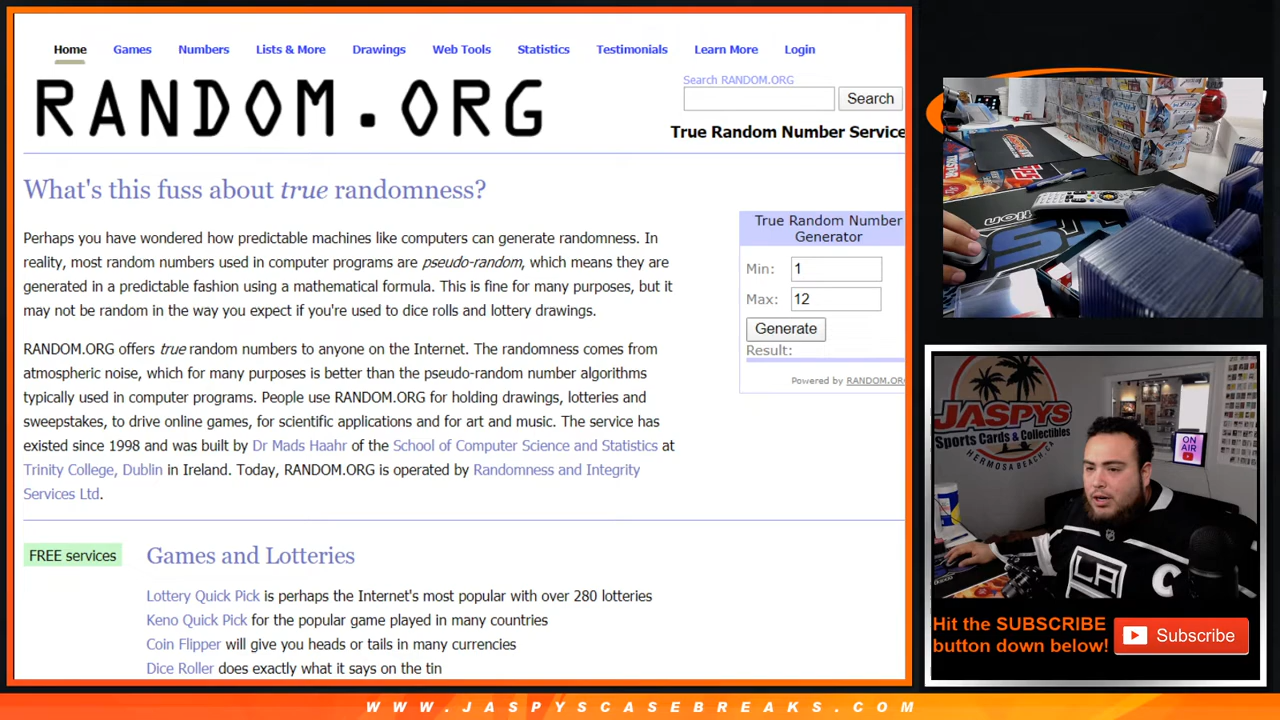 Home Games Numbers Lists & More Drawings Web Tools Statistics Testimonials Learn More Login
RANDOM.ORG
Search RANDOM.ORG
Search
True Random Number Service
What's this fuss about true randomness?
Perhaps you have wondered how predictable machines like computers can generate randomness. In
reality, most random numbers used in computer programs are pseudo-random, which means they are
generated in a predictable fashion using a mathematical formula. This is fine for many purposes, but it
may not be random in the way you expect if you're used to dice rolls and lottery drawings.
RANDOM.ORG offers true random numbers to anyone on the Internet. The randomness comes from
atmospheric noise, which for many purposes is better than the pseudo-random number algorithms
typically used in computer programs. People use RANDOM.ORG for holding drawings, lotteries and
sweepstakes, to drive online games, for scientific applications and for art and music. The service has
existed since 1998 and was built by Dr Mads Haahr of the School of Computer Science and Statistics at
Trinity College, Dublin in Ireland. Today, RANDOM.ORG is operated by Randomness and Integrity
Services Ltd.
True Random Number
Generator
Min: 1
Max: 12
Generate
Result:
Powered by RANDOM.ORG
FREE services
Games and Lotteries
Lottery Quick Pick is perhaps the Internet's most popular with over 280 lotteries
Keno Quick Pick for the popular game played in many countries
Coin Flipper will give you heads or tails in many currencies
Dice Roller does exactly what it says on the tin
JASPYS
Sports Cards & Collectibles
HERMOSA BEACH, CA
ON
AIR
LA
C
Hit the SUBSCRIBE
button down below!
Subscribe
WWW.JASPYSCASEBREAKS.COM